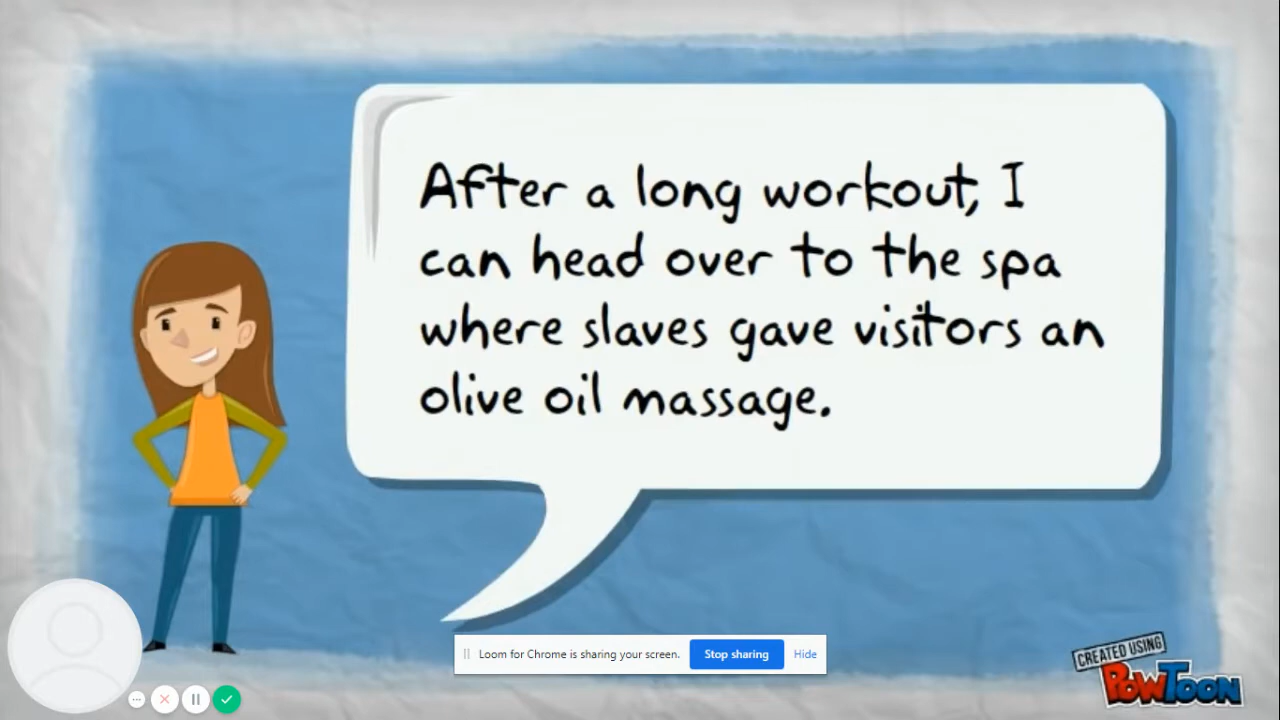 After a long workout, I
can head over to the spa
where slaves gave visitors an
olive oil massage.
Loom for Chrome is sharing your screen. Stop sharing Hide
CREATED USING
POWTOON